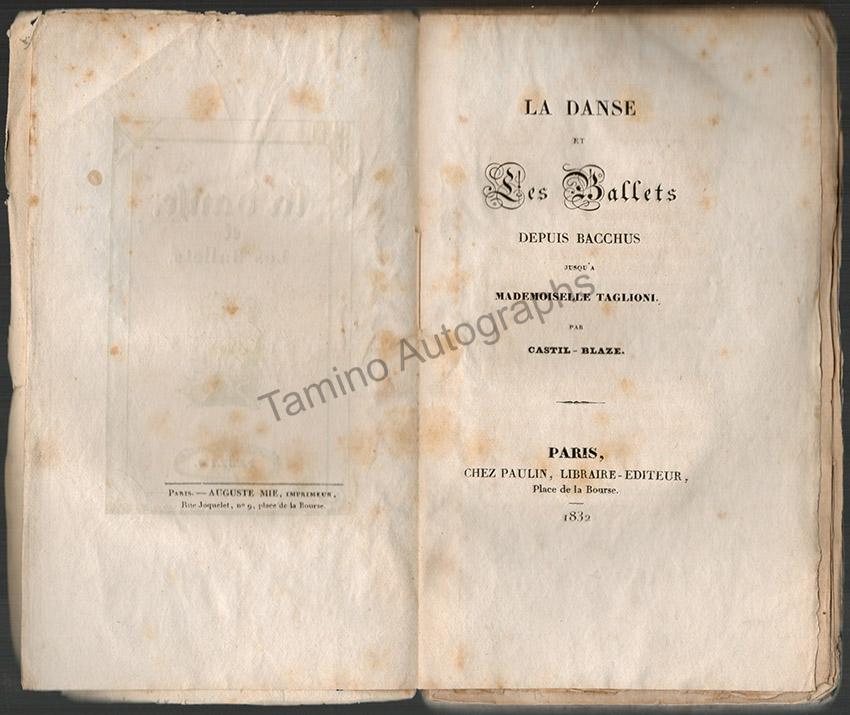 PARIS. — AUGUSTE MIE, IMPRIMEUR,
Rue Joquelet, nº 9, place de la Bourse.
LA DANSE
ET
Les Ballets
DEPUIS BACCHUS
JUSQU'A
MADEMOISELLE TAGLIONI.
PAR
CASTIL-BLAZE.
PARIS,
CHEZ PAULIN, LIBRAIRE-EDITEUR,
Place de la Bourse.
1832
Tamino Autographs